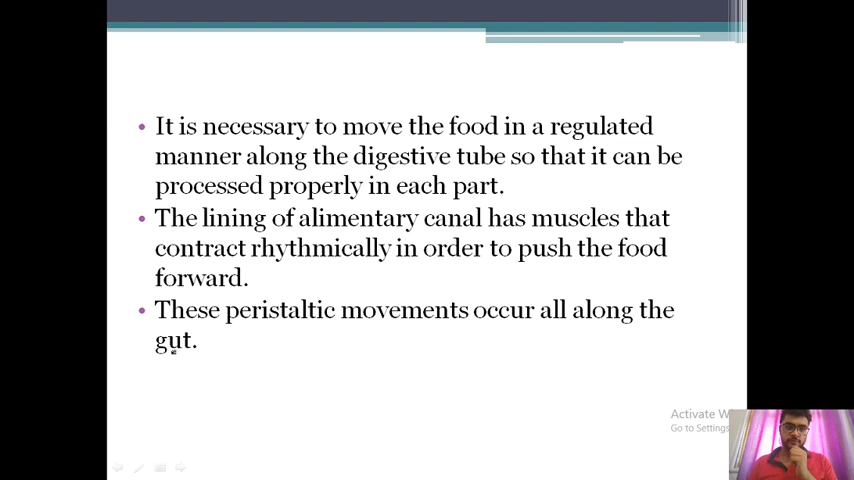 It is necessary to move the food in a regulated
manner along the digestive tube so that it can be
processed properly in each part.
The lining of alimentary canal has muscles that
contract rhythmically in order to push the food
forward.
These peristaltic movements occur all along the
gut.
Activate W
Go to Settings